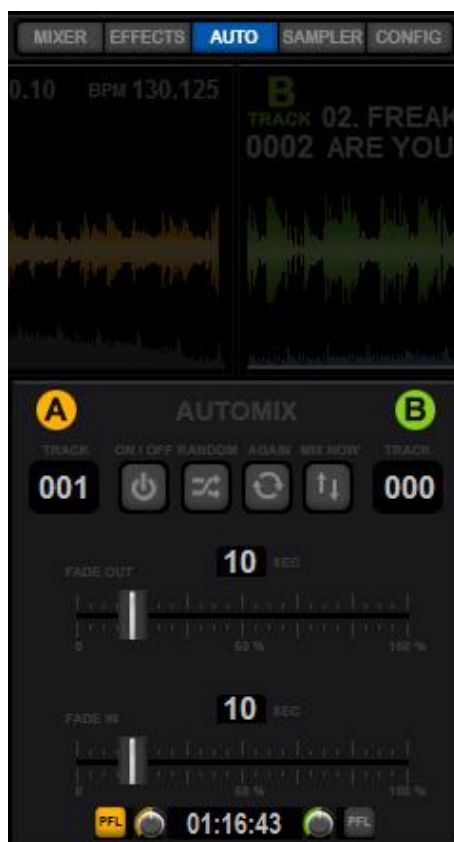 MIXER EFFECTS AUTO SAMPLER CONFIG
0.10 BPM 130.125
B
TRACK 02. FREAK
0002 ARE YOU
A AUTOMIX B
TRACK ON / OFF RANDOM AGAIN MIX NOW TRACK
001 000
10 SEC
FADE OUT
0 50 % 100 %
10 SEC
FADE IN
0 50 % 100 %
PFL 01:16:43 PFL